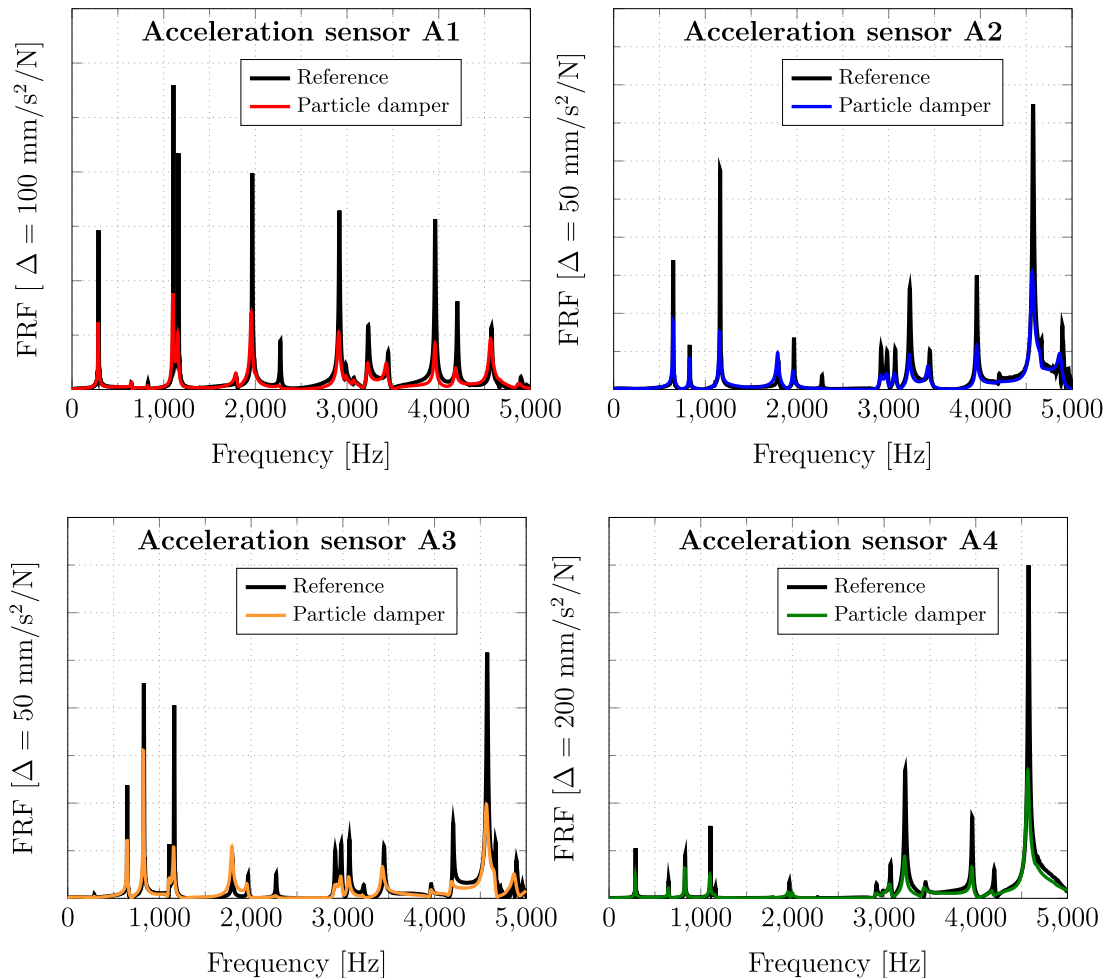 Acceleration sensor A1
Reference
Particle damper
FRF [ Δ = 100 mm/s²/N]
0 1,000 2,000 3,000 4,000 5,000
Frequency [Hz]
Acceleration sensor A2
Reference
Particle damper
FRF [Δ = 50 mm/s²/N]
0 1,000 2,000 3,000 4,000 5,000
Frequency [Hz]
Acceleration sensor A3
Reference
Particle damper
FRF [Δ = 50 mm/s²/N]
0 1,000 2,000 3,000 4,000 5,000
Frequency [Hz]
Acceleration sensor A4
Reference
Particle damper
FRF [Δ = 200 mm/s²/N]
0 1,000 2,000 3,000 4,000 5,000
Frequency [Hz]